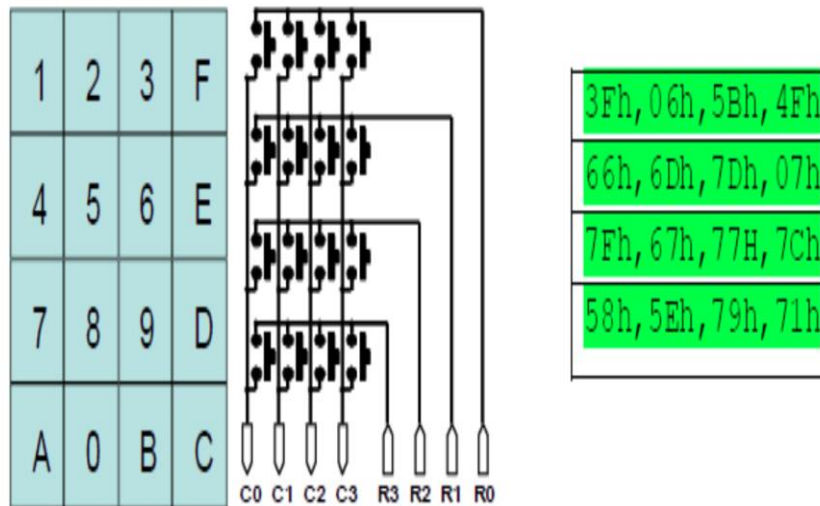 1 2 3 F
4 5 6 E
7 8 9 D
A 0 B C
C0 C1 C2 C3 R3 R2 R1 R0
3Fh,06h,5Bh,4Fh
66h,6Dh,7Dh,07h
7Fh,67h,77H,7Ch
58h,5Eh,79h,71h